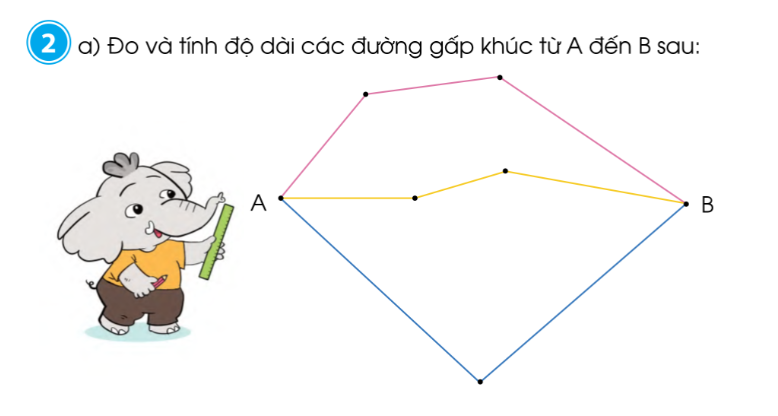 2 a) Đo và tính độ dài các đường gấp khúc từ A đến B sau:
A
B